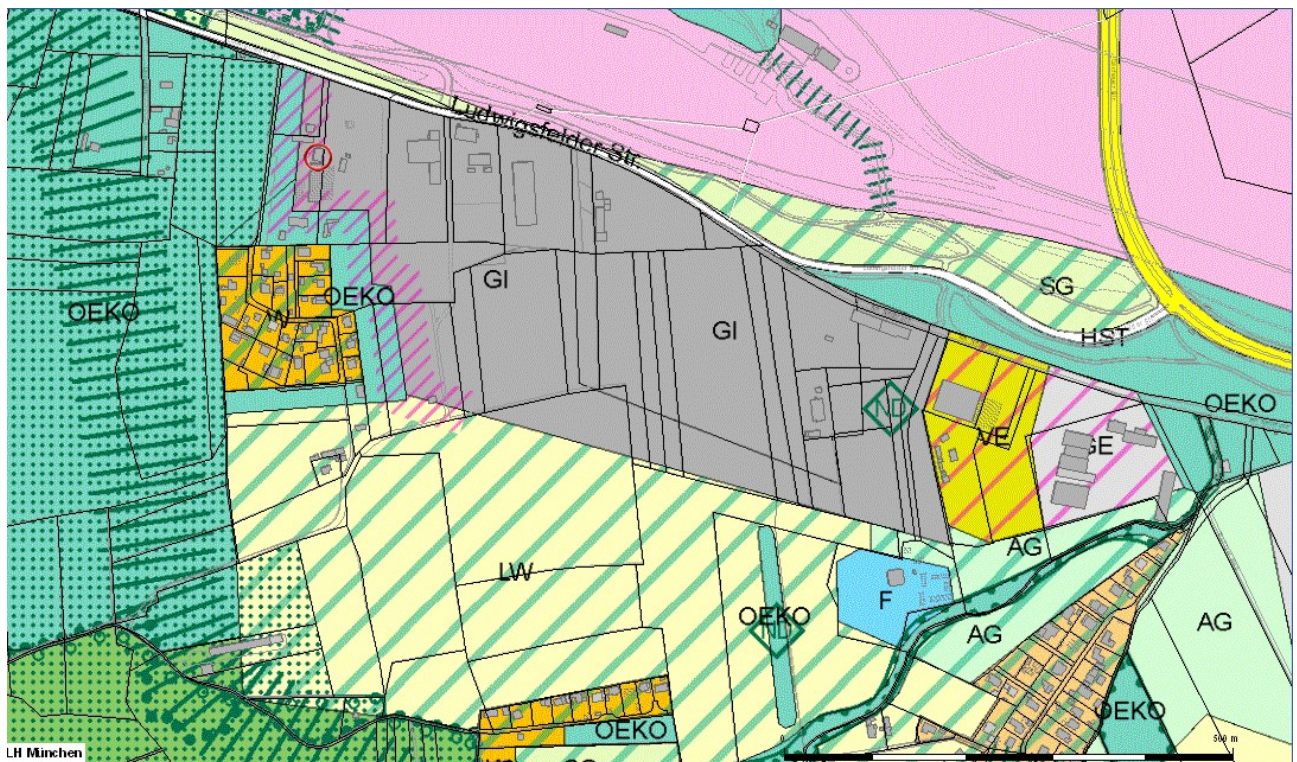 Ludwigsfelder Str.
SG
OEKO
OEKO
GI
GI
HST
OEKO
ND
VE
GE
AG
LW
F
OEKO
ND
AG
AG
OEKO
OEKO
0
500 m
LH München